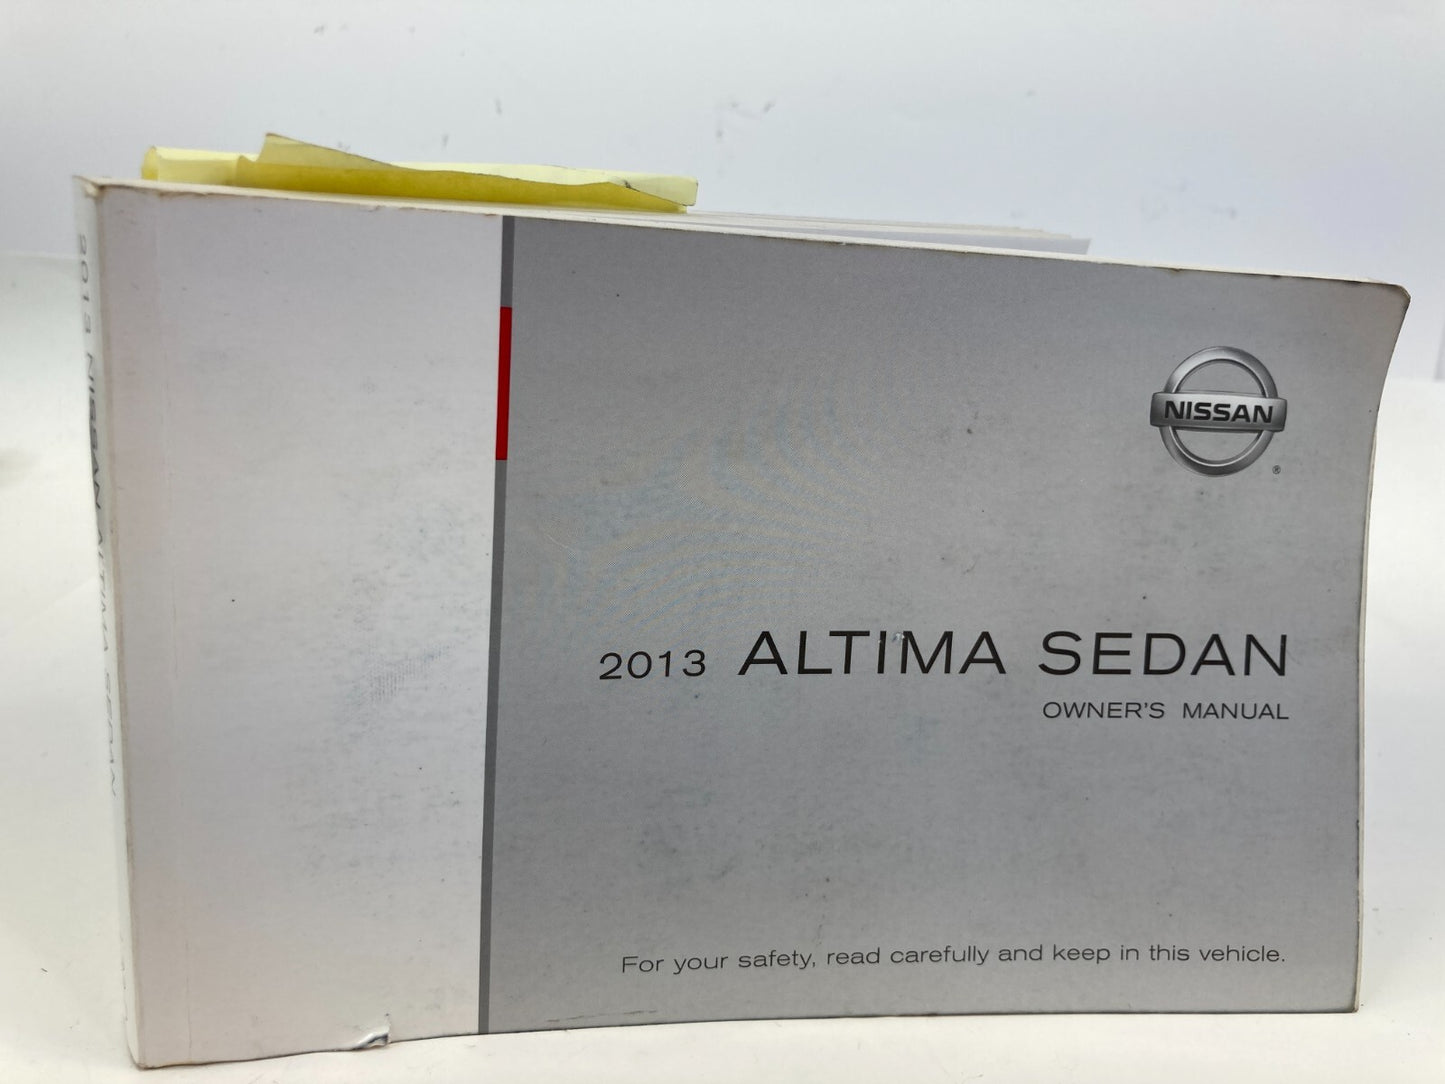 NISSAN
®
2013 ALTIMA SEDAN
OWNER'S MANUAL
For your safety, read carefully and keep in this vehicle.
2013 NISSAN ALTIMA SEDAN